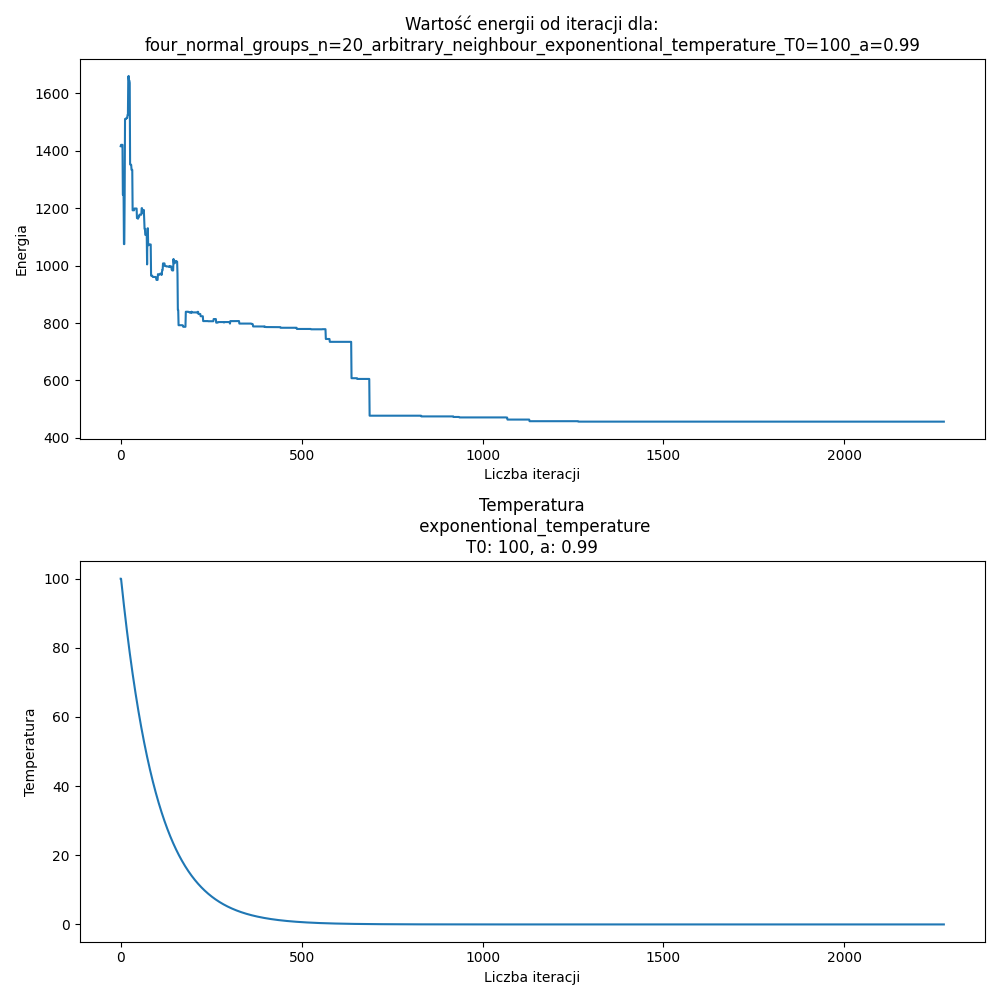 Wartość energii od iteracji dla:
four_normal_groups_n=20_arbitrary_neighbour_exponentional_temperature_T0=100_a=0.99
1600
1400
1200
1000
800
600
400
Energia
0
500
1000
1500
2000
Liczba iteracji
Temperatura
exponentional_temperature
T0: 100, a: 0.99
100
80
60
40
20
0
Temperatura
0
500
1000
1500
2000
Liczba iteracji